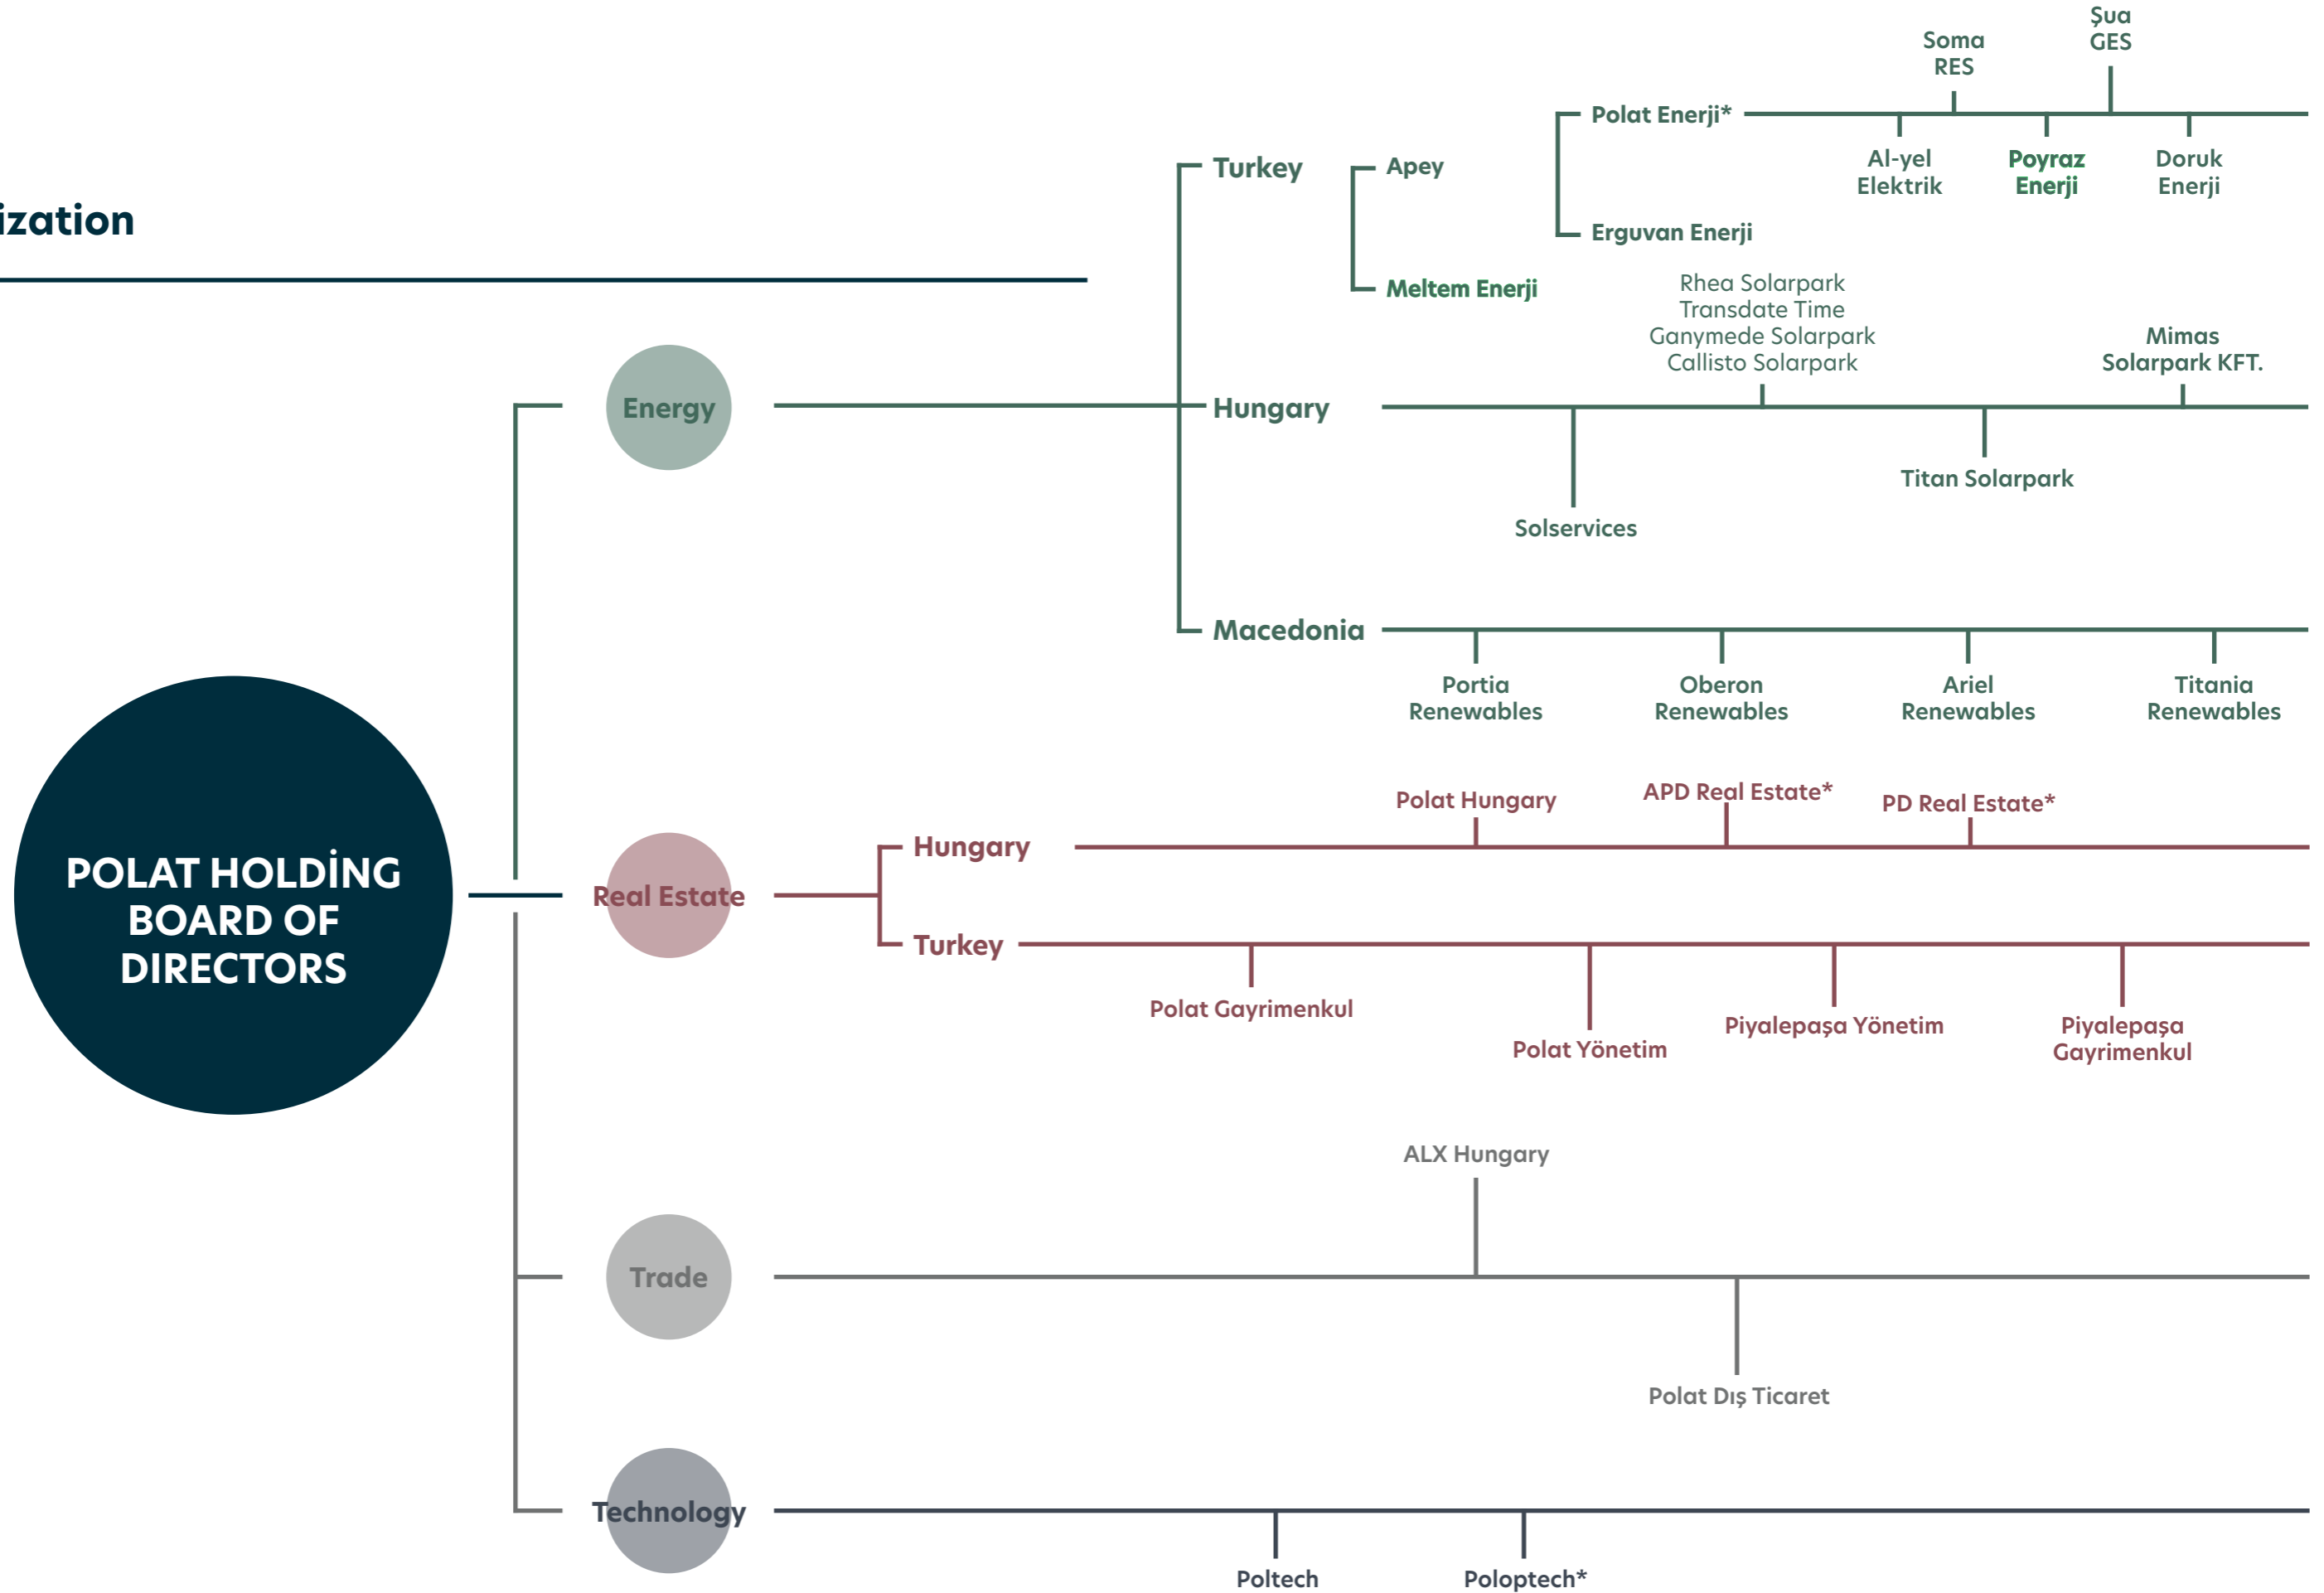 ization
POLAT HOLDİNG
BOARD OF
DIRECTORS
Energy
Turkey
Apey
Meltem Enerji
Polat Enerji*
Erguvan Enerji
Soma
RES
Şua
GES
Al-yel
Elektrik
Poyraz
Enerji
Doruk
Enerji
Hungary
Rhea Solarpark
Transdate Time
Ganymede Solarpark
Callisto Solarpark
Mimas
Solarpark KFT.
Solservices
Titan Solarpark
Macedonia
Portia
Renewables
Oberon
Renewables
Ariel
Renewables
Titania
Renewables
Real Estate
Hungary
Polat Hungary
APD Real Estate*
PD Real Estate*
Turkey
Polat Gayrimenkul
Polat Yönetim
Piyalepaşa Yönetim
Piyalepaşa
Gayrimenkul
Trade
ALX Hungary
Polat Dış Ticaret
Technology
Poltech
Poloptech*